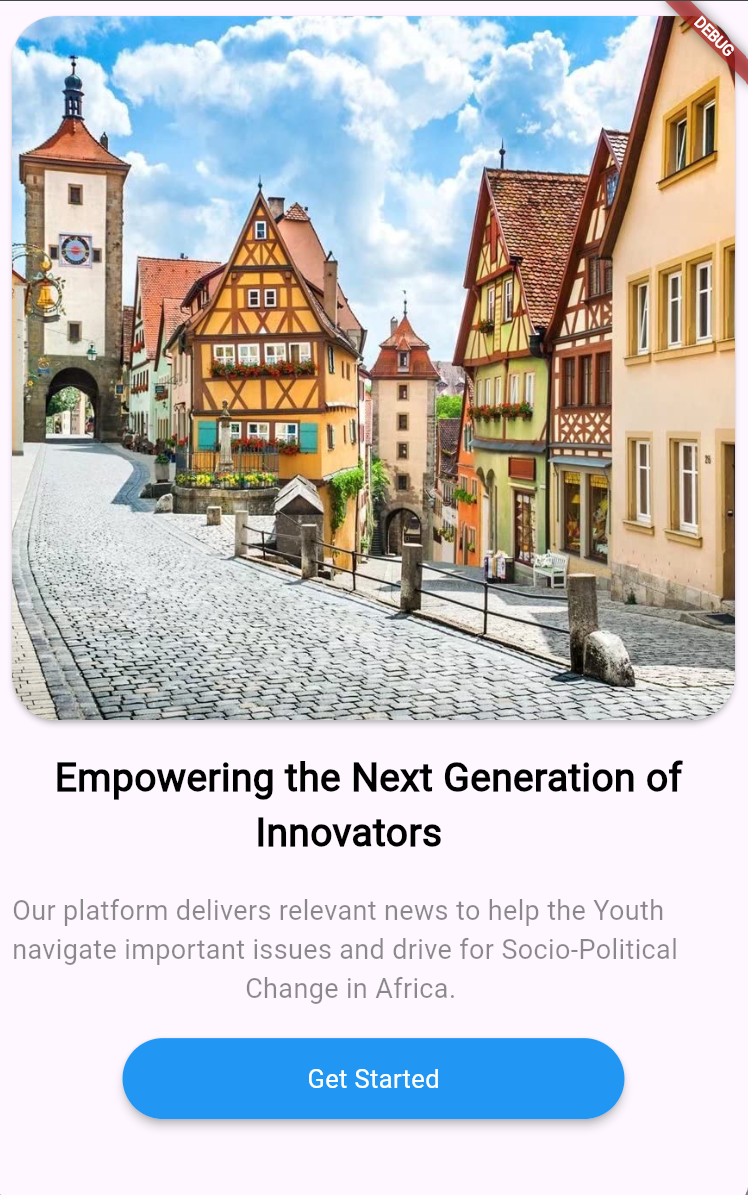 DEBUG
26
Empowering the Next Generation of
Innovators
Our platform delivers relevant news to help the Youth
navigate important issues and drive for Socio-Political
Change in Africa.
Get Started